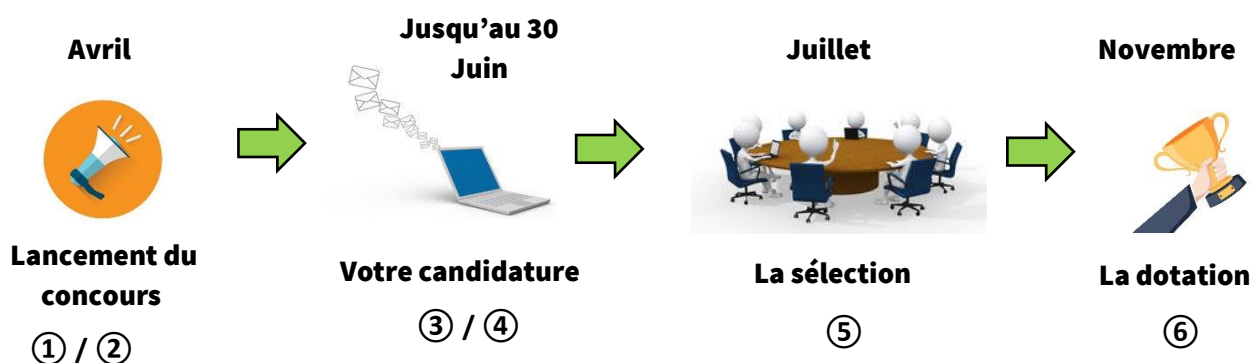 Avril
Lancement du
concours
① / ②
Jusqu’au 30
Juin
Votre candidature
③ / ④
Juillet
La sélection
⑤
Novembre
La dotation
⑥